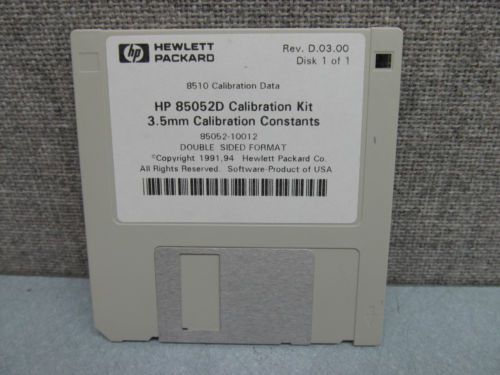 hp HEWLETT
PACKARD
Rev. D.03.00
Disk 1 of 1
8510 Calibration Data
HP 85052D Calibration Kit
3.5mm Calibration Constants
85052-10012
DOUBLE SIDED FORMAT
©Copyright 1991,94 Hewlett Packard Co.
All Rights Reserved. Software-Product of USA